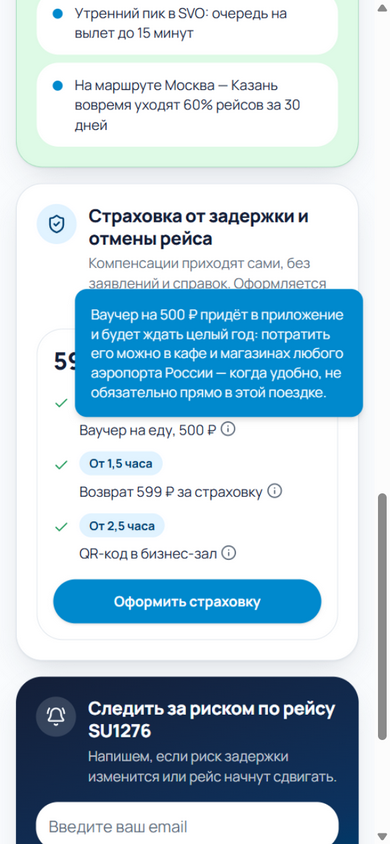 Утренний пик в SVO: очередь на
вылет до 15 минут
На маршруте Москва — Казань
вовремя уходят 60% рейсов за 30
дней
Страховка от задержки и
отмены рейса
Компенсации приходят сами, без
заявлений и справок. Оформляется
Ваучер на 500 ₽ придёт в приложение
и будет ждать целый год: потратить
его можно в кафе и магазинах любого
аэропорта России — когда удобно, не
обязательно прямо в этой поездке.
59
Ваучер на еду, 500 ₽
От 1,5 часа
Возврат 599 ₽ за страховку
От 2,5 часа
QR-код в бизнес-зал
Оформить страховку
Следить за риском по рейсу
SU1276
Напишем, если риск задержки
изменится или рейс начнут сдвигать.
Введите ваш email